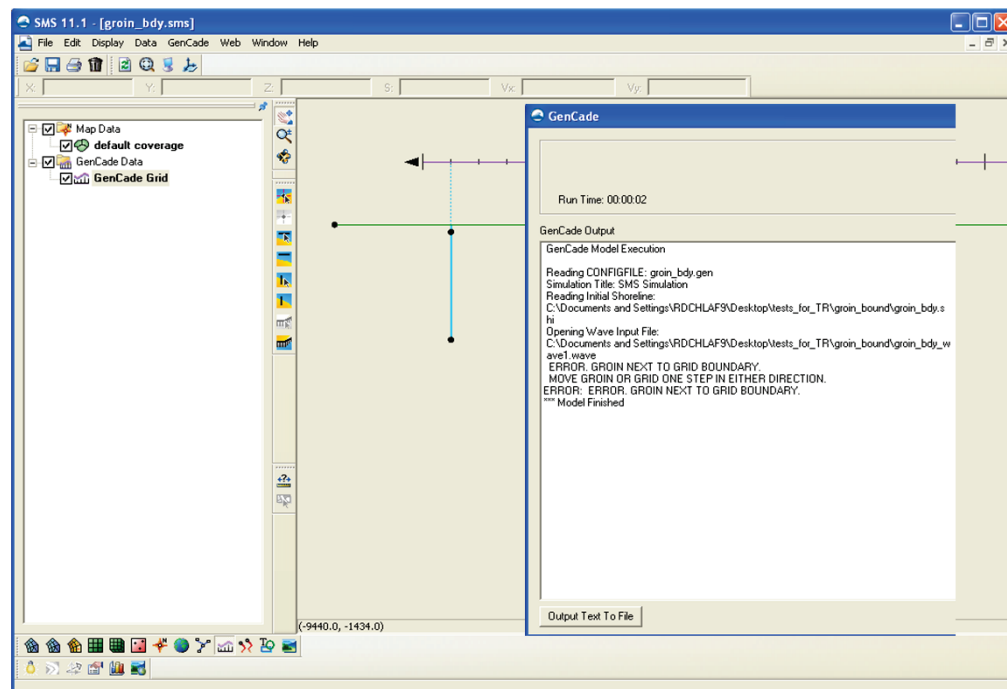 SMS 11.1 - [groin_bdy.sms]
File Edit Display Data GenCade Web Window Help
X: Y: Z: S: Vx: Vy:
Map Data
default coverage
GenCade Data
GenCade Grid
GenCade
Run Time: 00:00:02
GenCade Output
GenCade Model Execution
Reading CONFIGFILE: groin_bdy.gen
Simulation Title: SMS Simulation
Reading Initial Shoreline:
C:\Documents and Settings\RDCHLAF9\Desktop\tests_for_TR\groin_bound\groin_bdy.s
hi
Opening Wave Input File:
C:\Documents and Settings\RDCHLAF9\Desktop\tests_for_TR\groin_bound\groin_bdy_w
ave1.wave
ERROR. GROIN NEXT TO GRID BOUNDARY.
MOVE GROIN OR GRID ONE STEP IN EITHER DIRECTION.
ERROR: ERROR. GROIN NEXT TO GRID BOUNDARY.
*** Model Finished
Output Text To File
(-9440.0, -1434.0)